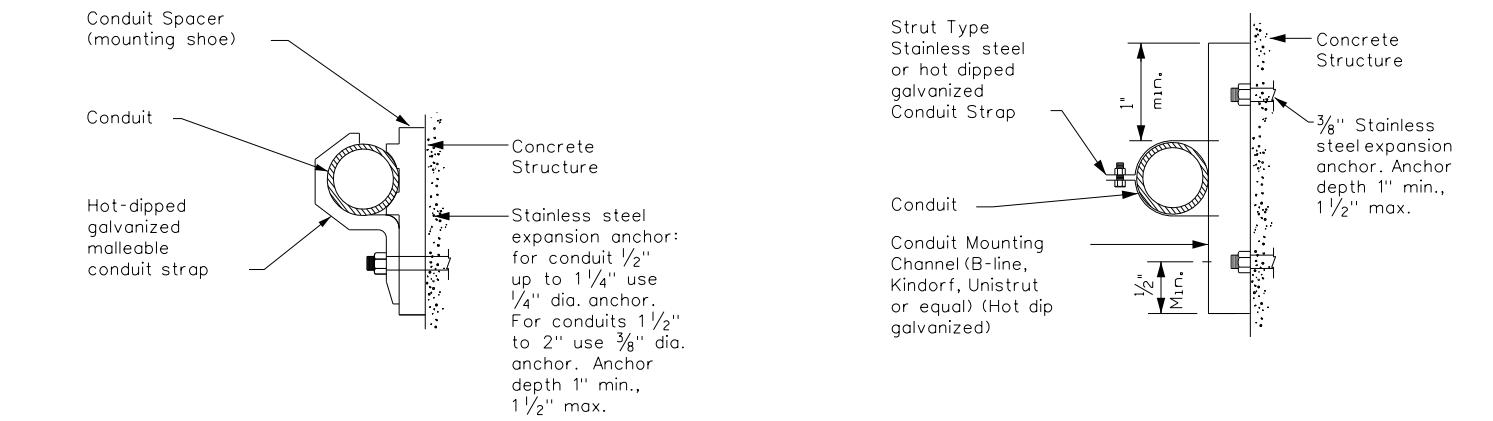 Conduit Spacer
(mounting shoe)
Conduit
Hot-dipped
galvanized
malleable
conduit strap
Concrete
Structure
Stainless steel
expansion anchor:
for conduit 1/2"
up to 1 1/4" use
1/4" dia. anchor.
For conduits 1 1/2"
to 2" use 3/8" dia.
anchor. Anchor
depth 1" min.,
1 1/2" max.
Strut Type
Stainless steel
or hot dipped
galvanized
Conduit Strap
1"
min.
Conduit
Conduit Mounting
Channel (B-line,
Kindorf, Unistrut
or equal) (Hot dip
galvanized)
1/2"
Min.
Concrete
Structure
3/8" Stainless
steel expansion
anchor. Anchor
depth 1" min.,
1 1/2" max.